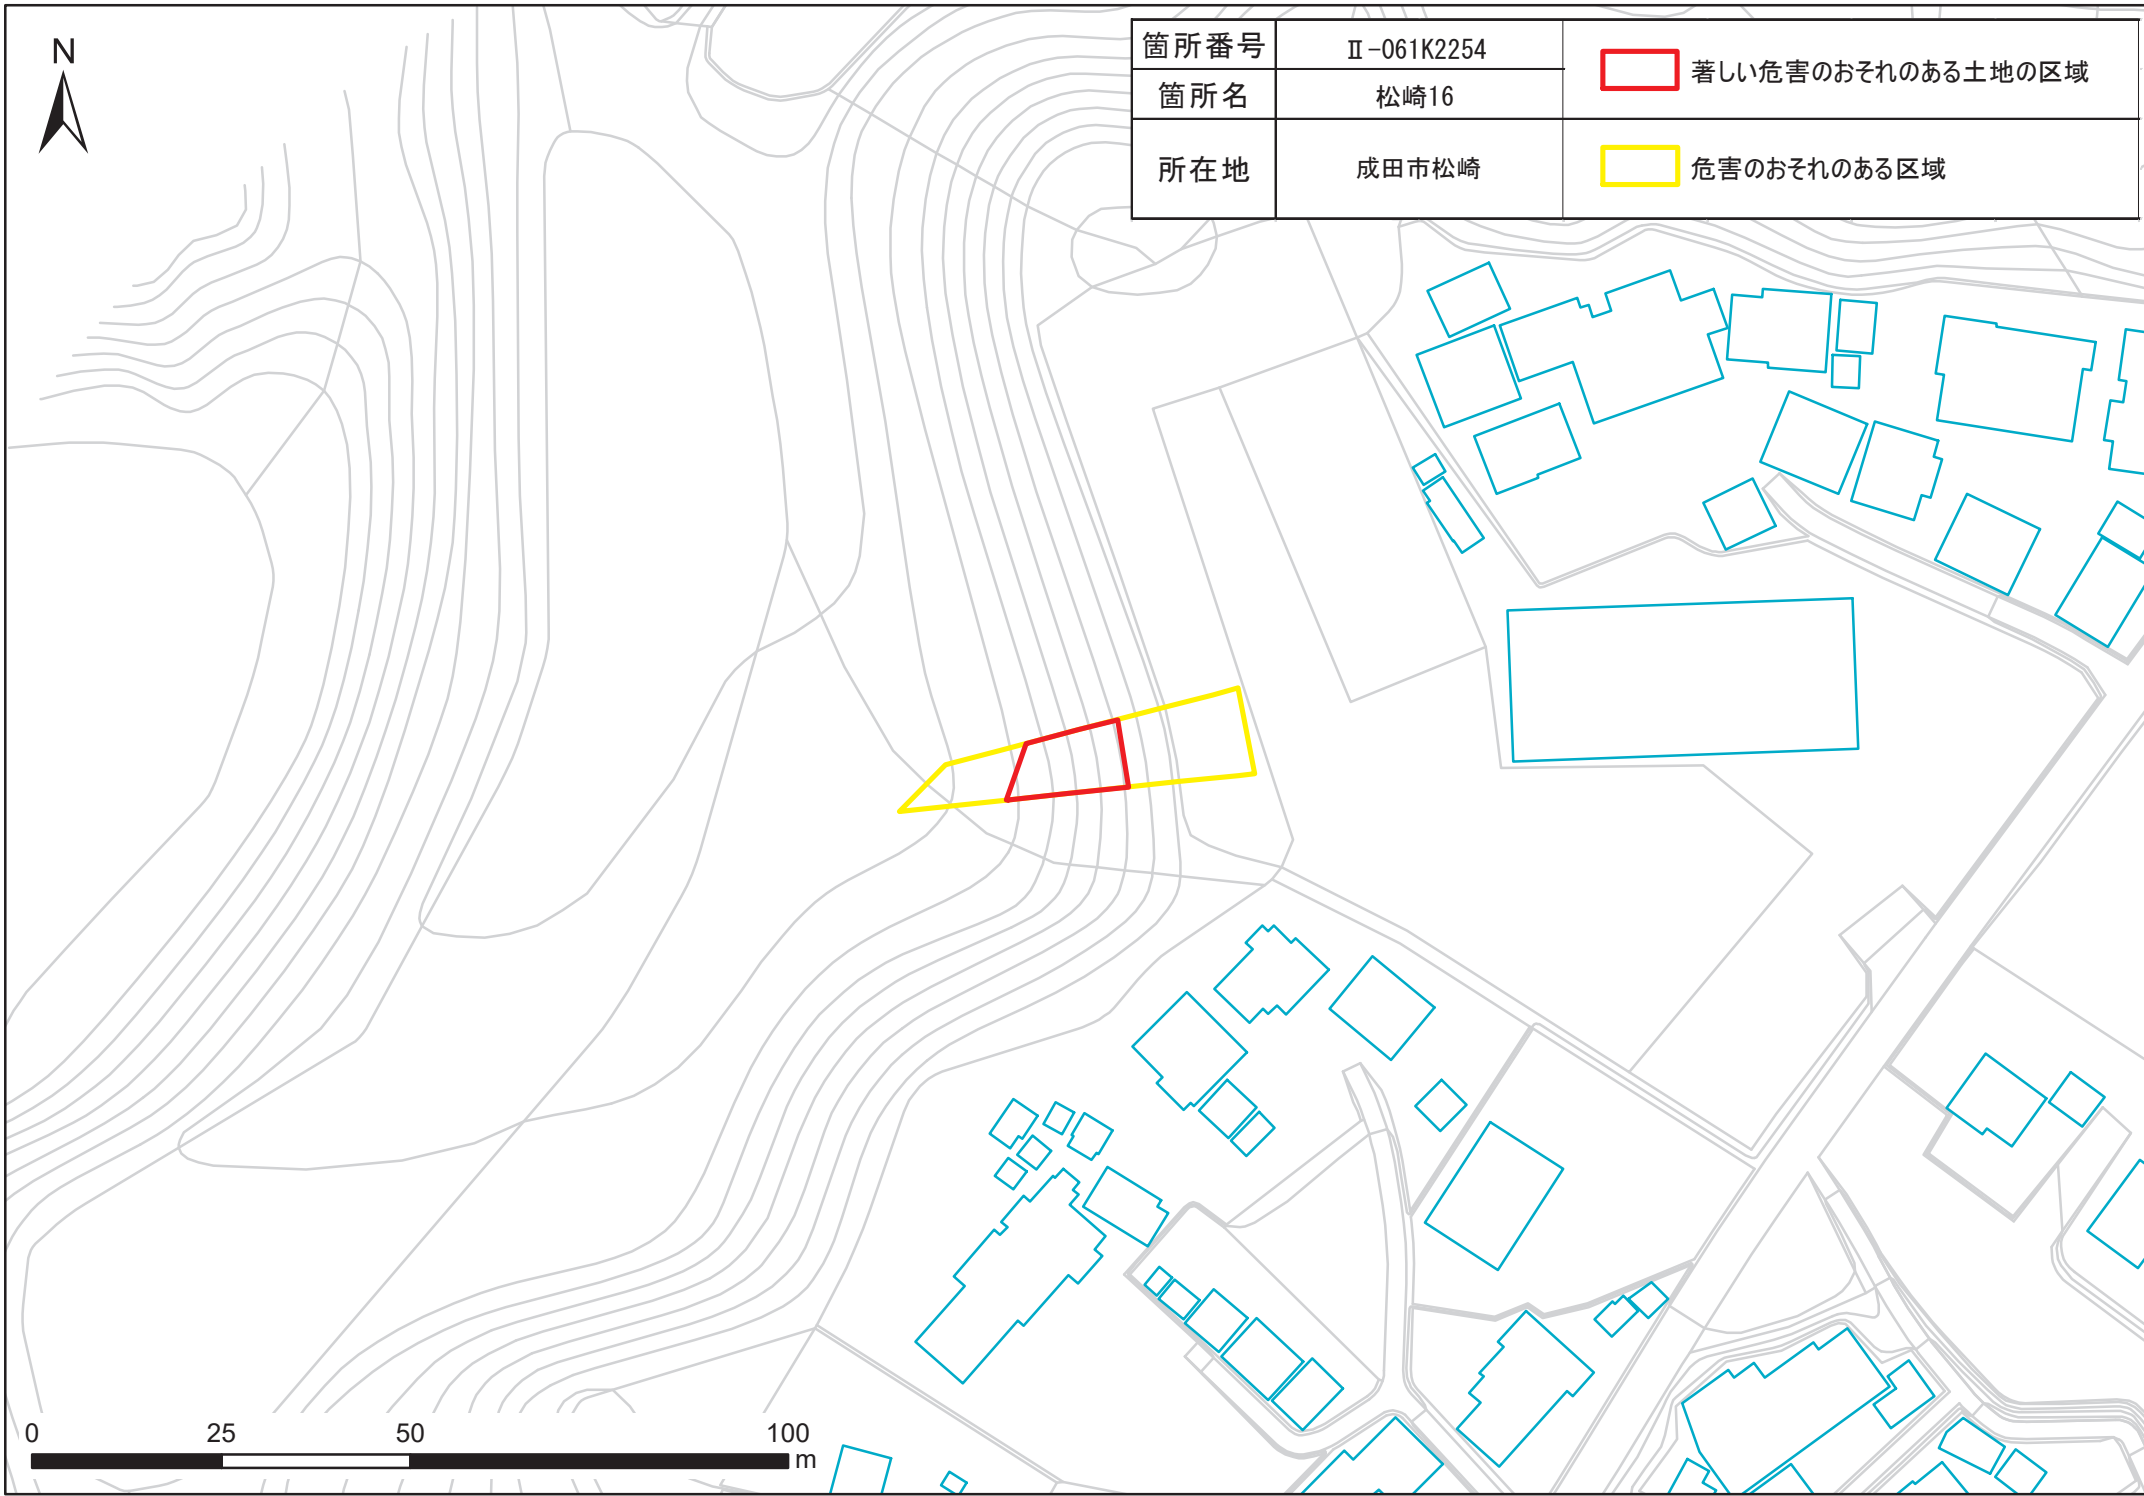 N
箇所番号 Ⅱ-061K2254
箇所名 松崎16
所在地 成田市松崎
著しい危害のおそれのある土地の区域
危害のおそれのある区域
0 25 50 100
m